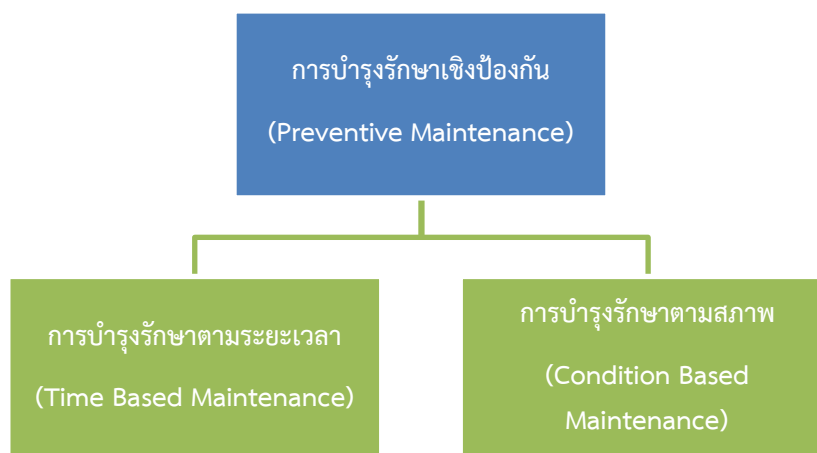 การบำรุงรักษาเชิงป้องกัน
(Preventive Maintenance)
การบำรุงรักษาตามระยะเวลา
(Time Based Maintenance)
การบำรุงรักษาตามสภาพ
(Condition Based
Maintenance)